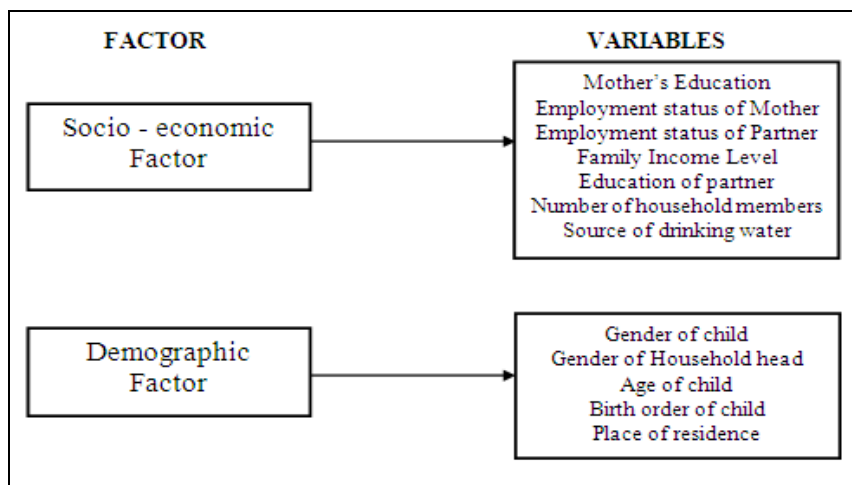 FACTOR
VARIABLES
Socio - economic
Factor
Mother's Education
Employment status of Mother
Employment status of Partner
Family Income Level
Education of partner
Number of household members
Source of drinking water
Demographic
Factor
Gender of child
Gender of Household head
Age of child
Birth order of child
Place of residence